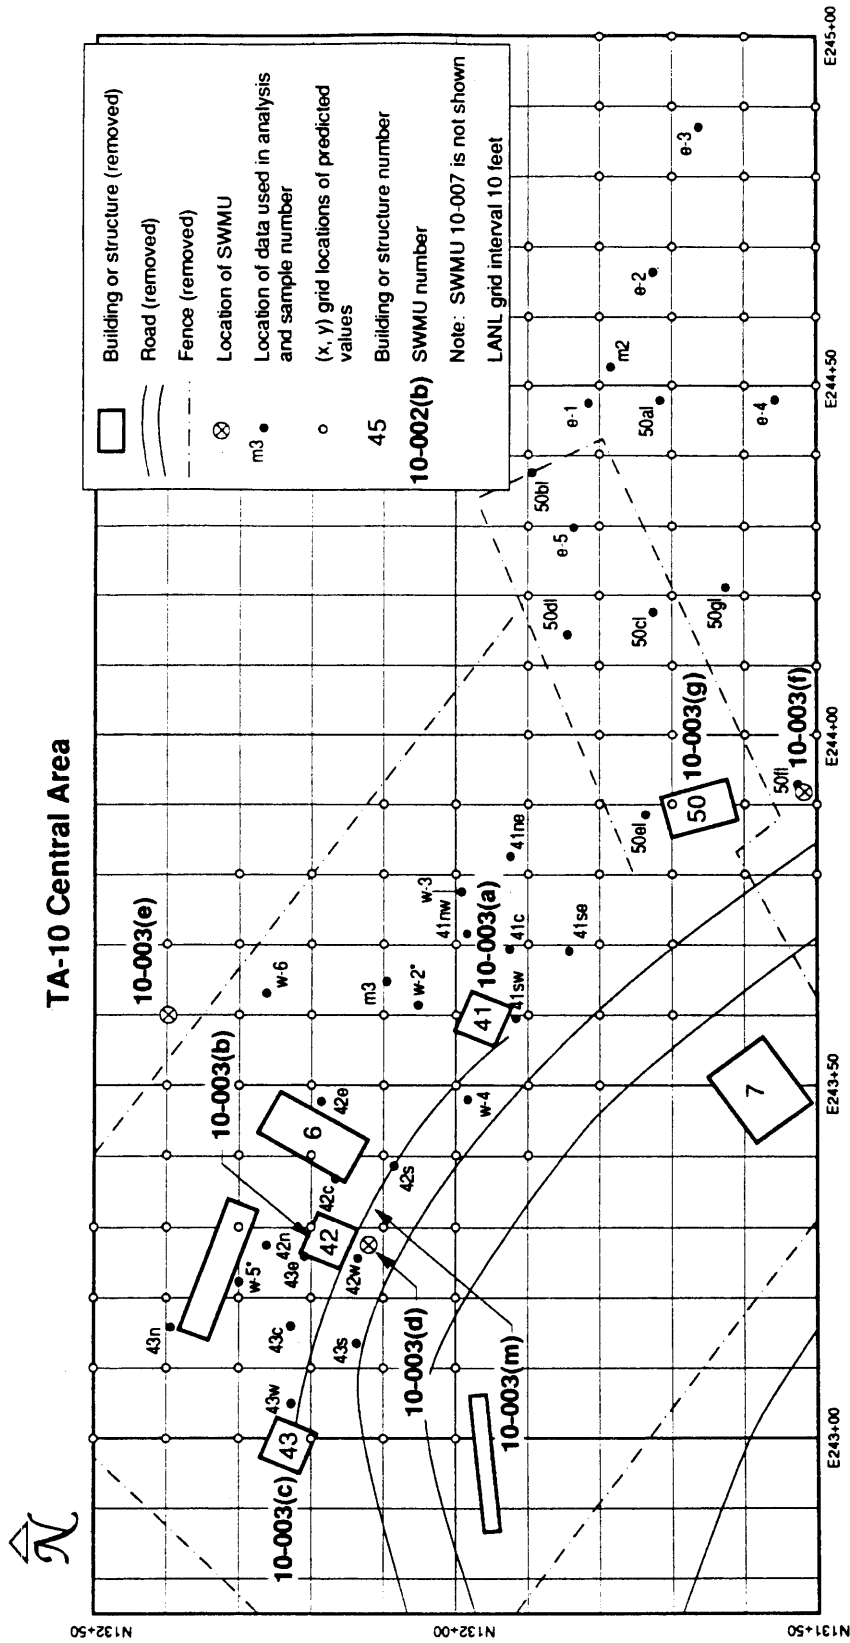 TA-10 Central Area
N
Building or structure (removed)
Road (removed)
Fence (removed)
Location of SWMU
m3
Location of data used in analysis
and sample number
(x, y) grid locations of predicted
values
45
Building or structure number
10-002(b)
SWMU number
Note: SWMU 10-007 is not shown
LANL grid interval 10 feet
10-003(e)
10-003(b)
10-003(a)
10-003(g)
10-003(f)
10-003(c)
10-003(d)
10-003(m)
43n
w-5*
42n
43e
43c
43w
43s
42w
42c
42e
42s
w-6
m3
w-2*
w-3
w-4
41nw
41ne
41c
41sw
41se
50el
50fl
50dl
50cl
50gl
50bl
e-5
e-1
50al
e-4
m2
e-2
e-3
43
42
6
41
50
7
N132+50
N132+00
N131+50
E243+00
E243+50
E244+00
E244+50
E245+00